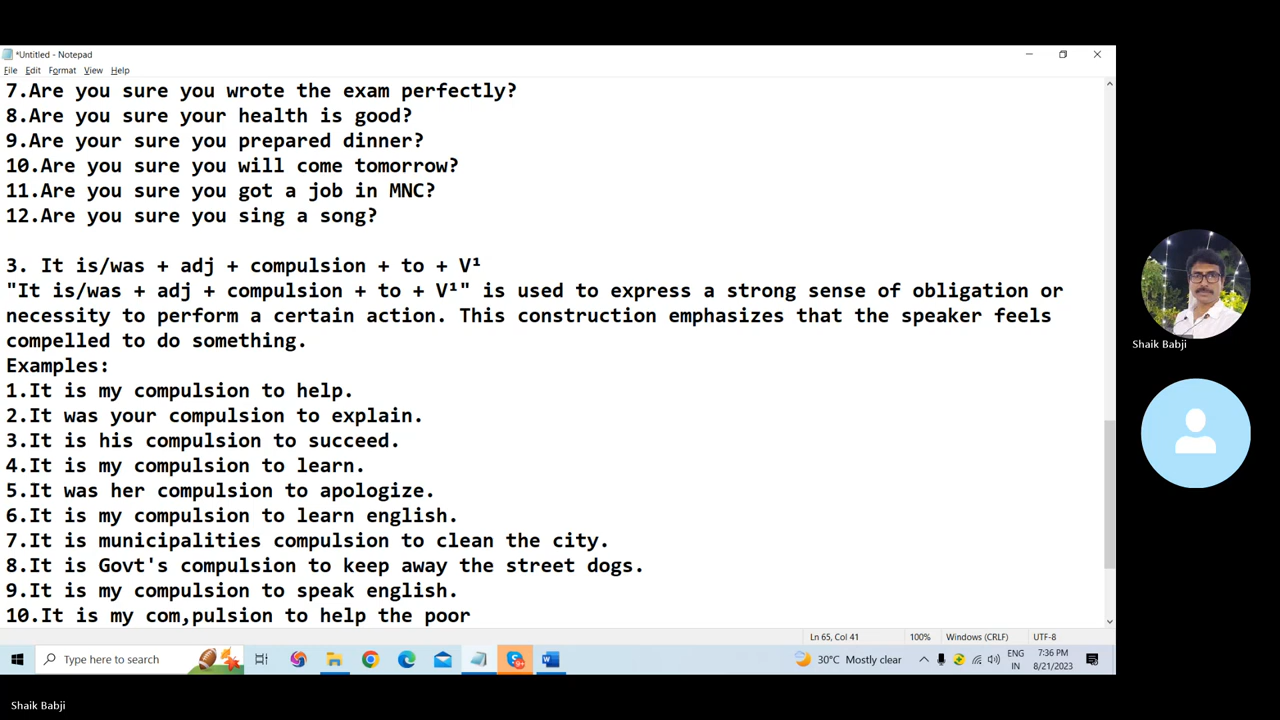 *Untitled - Notepad
File Edit Format View Help
7.Are you sure you wrote the exam perfectly?
8.Are you sure your health is good?
9.Are your sure you prepared dinner?
10.Are you sure you will come tomorrow?
11.Are you sure you got a job in MNC?
12.Are you sure you sing a song?
3. It is/was + adj + compulsion + to + V¹
"It is/was + adj + compulsion + to + V¹" is used to express a strong sense of obligation or
necessity to perform a certain action. This construction emphasizes that the speaker feels
compelled to do something.
Examples:
1.It is my compulsion to help.
2.It was your compulsion to explain.
3.It is his compulsion to succeed.
4.It is my compulsion to learn.
5.It was her compulsion to apologize.
6.It is my compulsion to learn english.
7.It is municipalities compulsion to clean the city.
8.It is Govt's compulsion to keep away the street dogs.
9.It is my compulsion to speak english.
10.It is my com,pulsion to help the poor
Ln 65, Col 41 100% Windows (CRLF) UTF-8
Type here to search
30°C Mostly clear
ENG
IN
7:36 PM
8/21/2023
Shaik Babji
Shaik Babji